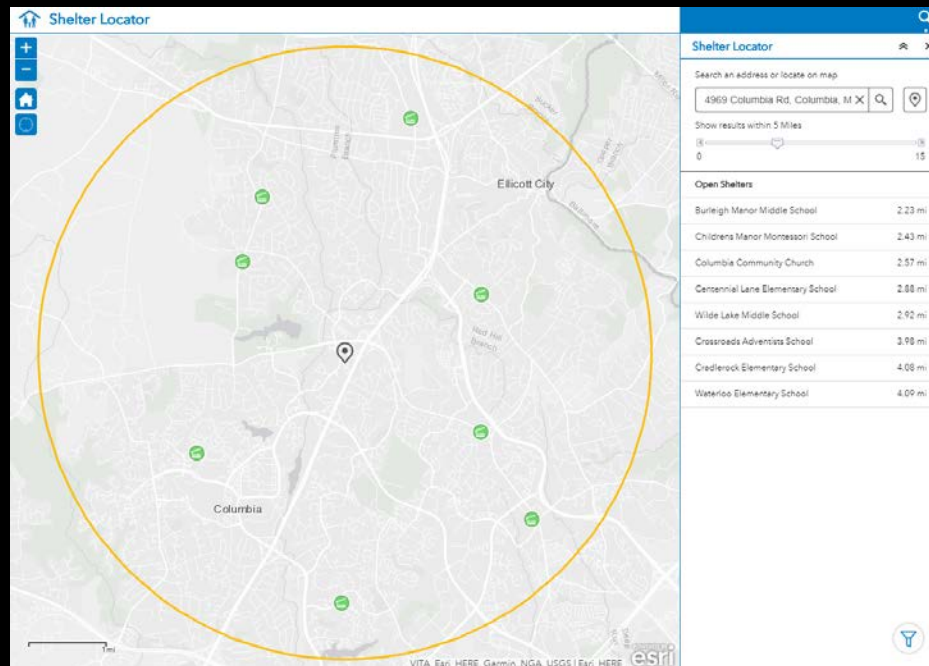 Shelter Locator
Shelter Locator
Search an address or locate on map
4969 Columbia Rd, Columbia, M
Show results within 5 Miles
0
15
Open Shelters
Burleigh Manor Middle School 2.23 mi
Childrens Manor Montessori School 2.43 mi
Columbia Community Church 2.57 mi
Centennial Lane Elementary School 2.88 mi
Wilde Lake Middle School 2.92 mi
Crossroads Adventists School 3.98 mi
Cradlerock Elementary School 4.08 mi
Waterloo Elementary School 4.09 mi
Ellicott City
Red Hill
Branch
Columbia
1mi
VITA, Esri, HERE, Garmin, NGA, USGS | Esri, HERE
esri